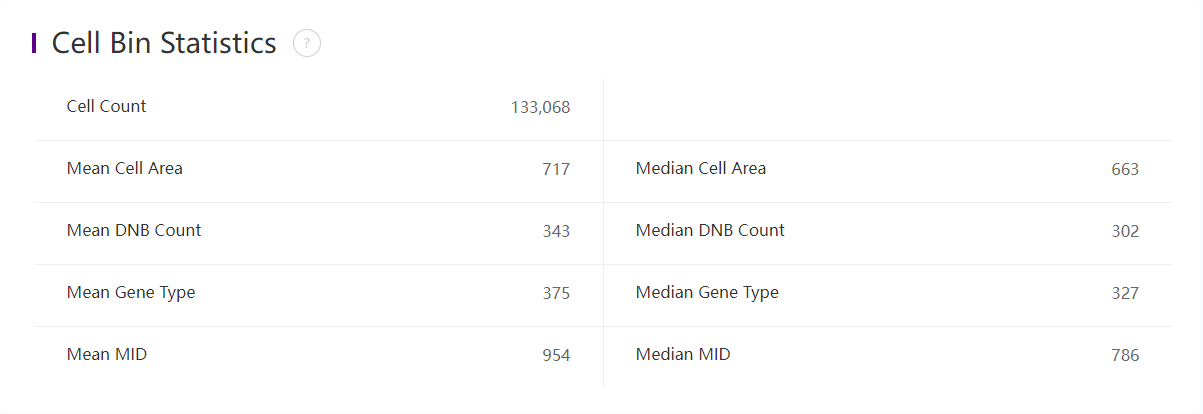 Cell Bin Statistics ?
Cell Count 133,068
Mean Cell Area 717 Median Cell Area 663
Mean DNB Count 343 Median DNB Count 302
Mean Gene Type 375 Median Gene Type 327
Mean MID 954 Median MID 786